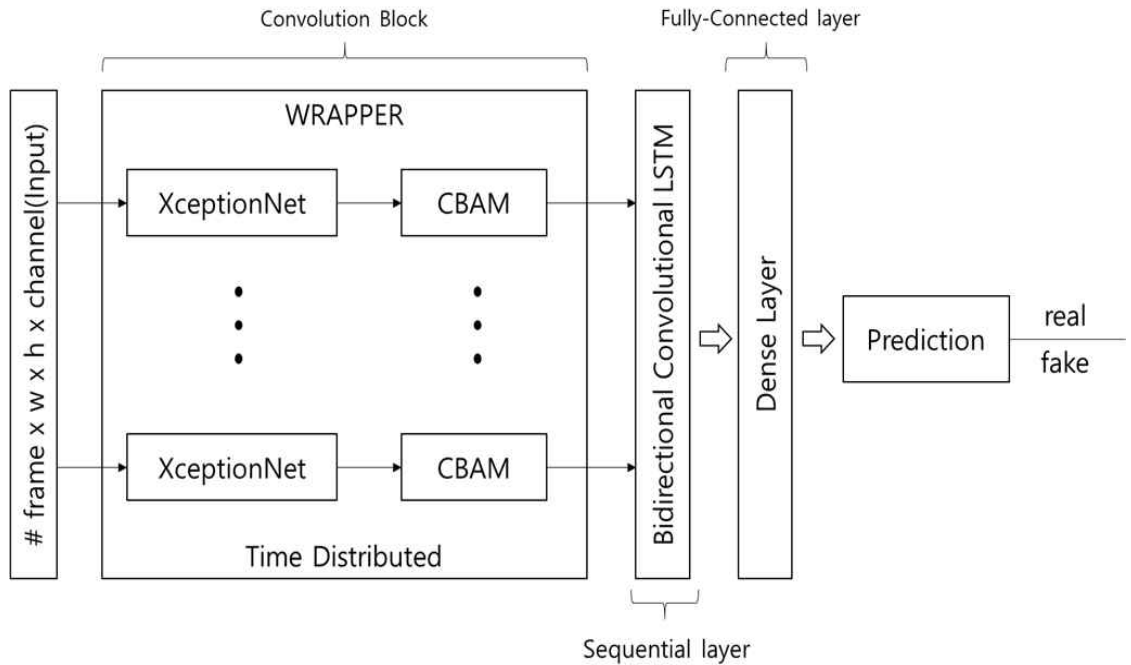 Convolution Block
Fully-Connected layer
# frame x w x h x channel(Input)
WRAPPER
XceptionNet
CBAM
XceptionNet
CBAM
Time Distributed
Bidirectional Convolutional LSTM
Dense Layer
Prediction
real
fake
Sequential layer